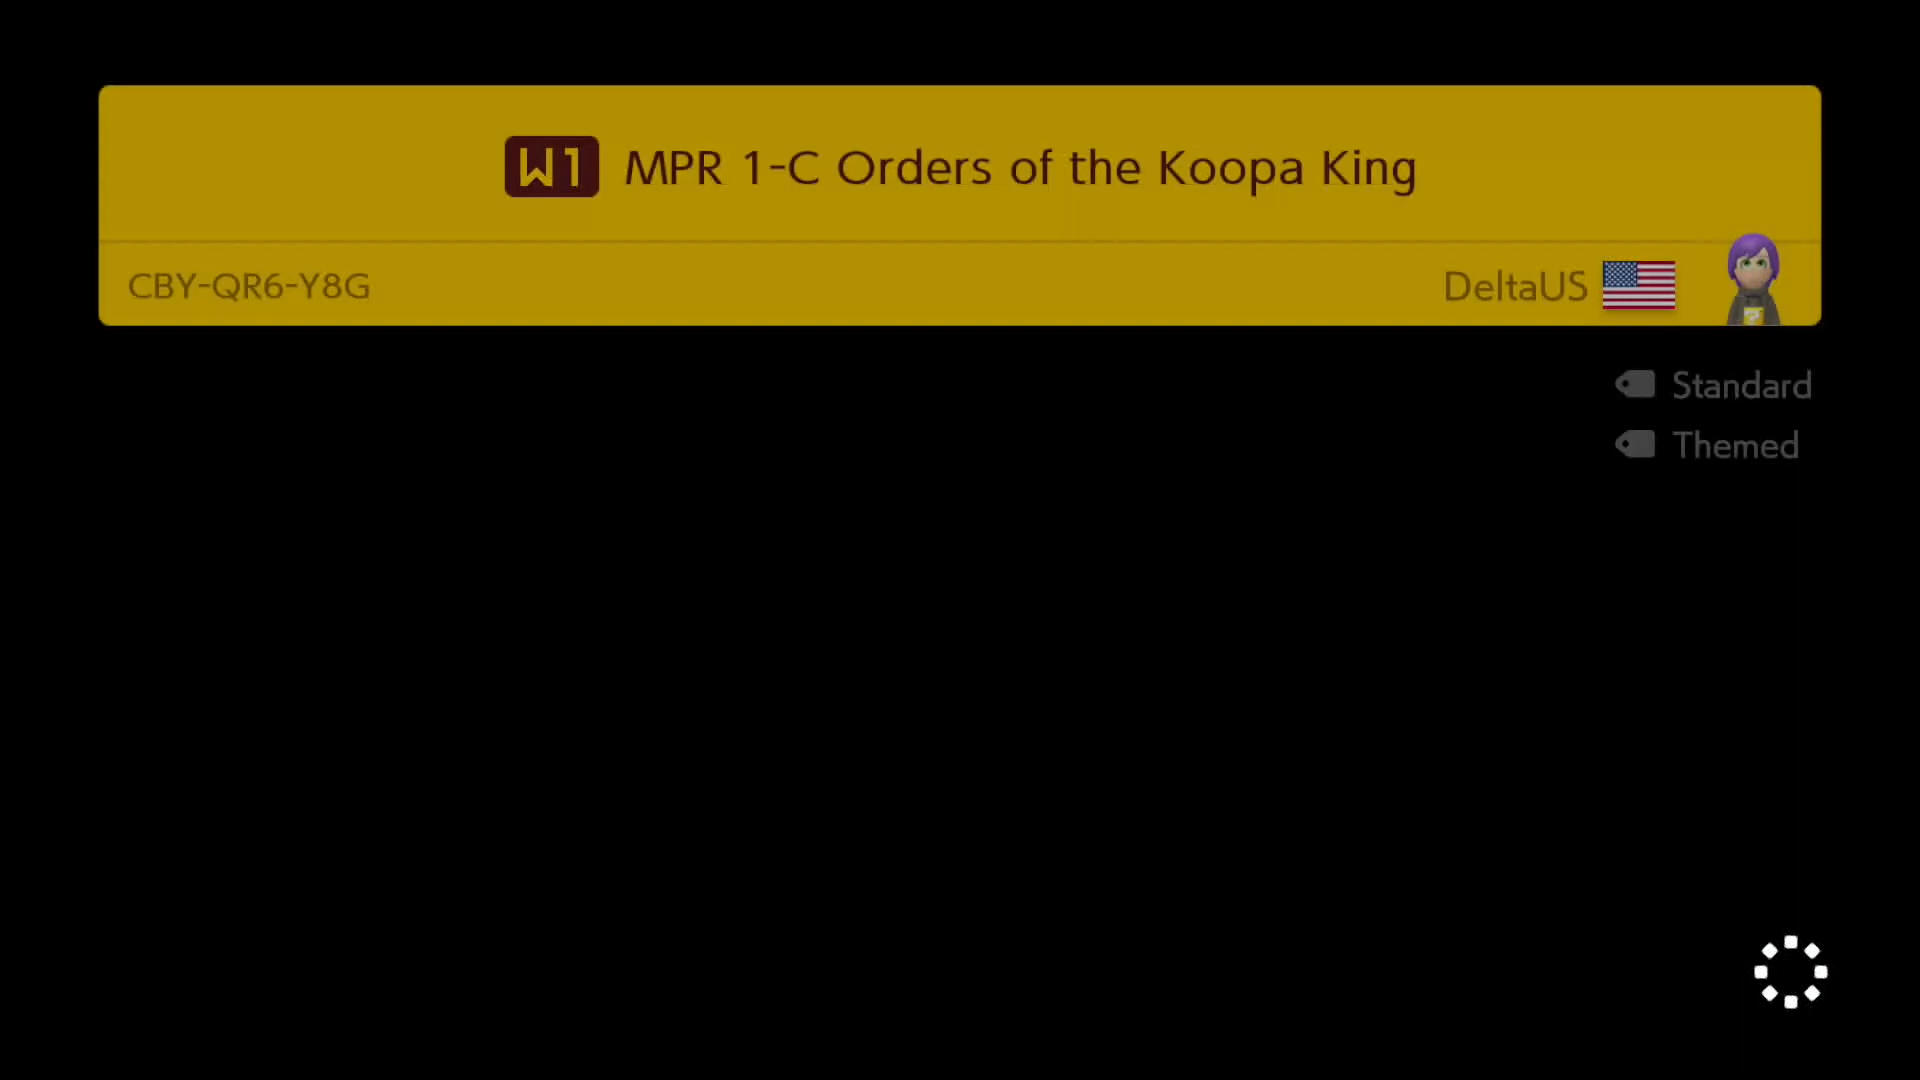 W1 MPR 1-C Orders of the Koopa King
CBY-QR6-Y8G DeltaUS
Standard
Themed